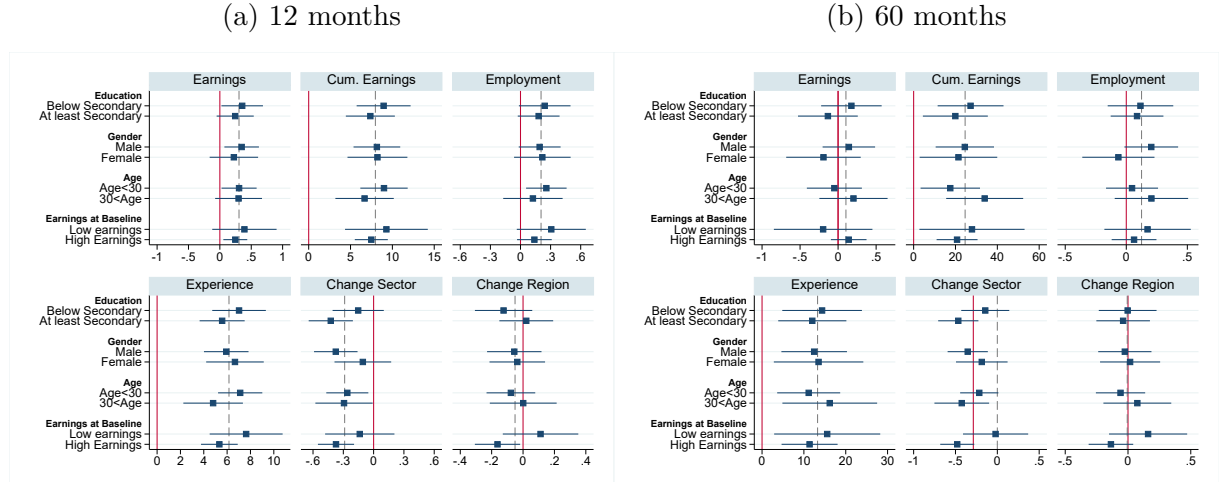 (a) 12 months
(b) 60 months
Earnings
Cum. Earnings
Employment
Education
Below Secondary
At least Secondary
Gender
Male
Female
Age
Age<30
30<Age
Earnings at Baseline
Low earnings
High Earnings
-1 -.5 0 .5 1
0 5 10 15
-.6 -.3 0 .3 .6
Experience
Change Sector
Change Region
Education
Below Secondary
At least Secondary
Gender
Male
Female
Age
Age<30
30<Age
Earnings at Baseline
Low earnings
High Earnings
0 2 4 6 8 10
-.6 -.3 0 .3 .6
-.4 -.2 0 .2 .4
Earnings
Cum. Earnings
Employment
Education
Below Secondary
At least Secondary
Gender
Male
Female
Age
Age<30
30<Age
Earnings at Baseline
Low earnings
High Earnings
-1 -.5 0 .5 1
0 20 40 60
-.5 0 .5
Experience
Change Sector
Change Region
Education
Below Secondary
At least Secondary
Gender
Male
Female
Age
Age<30
30<Age
Earnings at Baseline
Low earnings
High Earnings
0 10 20 30
-1 -.5 0 .5
-.5 0 .5